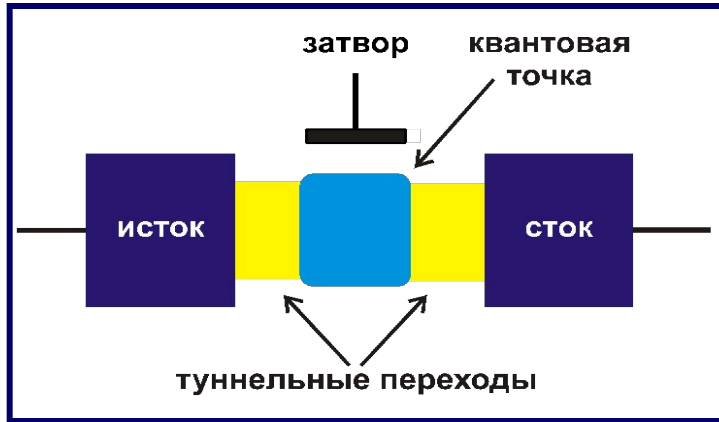 затвор
квантовая
точка
исток
сток
туннельные переходы